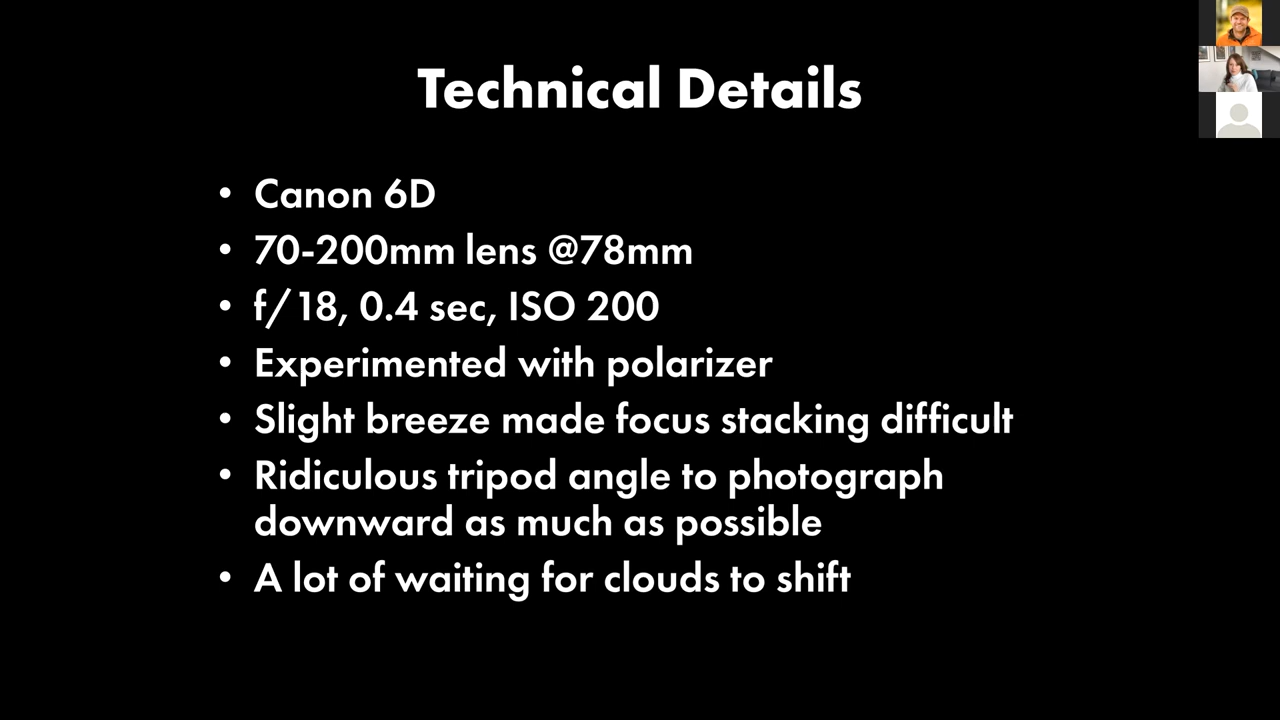 Technical Details
• Canon 6D
• 70-200mm lens @78mm
• f/18, 0.4 sec, ISO 200
• Experimented with polarizer
• Slight breeze made focus stacking difficult
• Ridiculous tripod angle to photograph
downward as much as possible
• A lot of waiting for clouds to shift